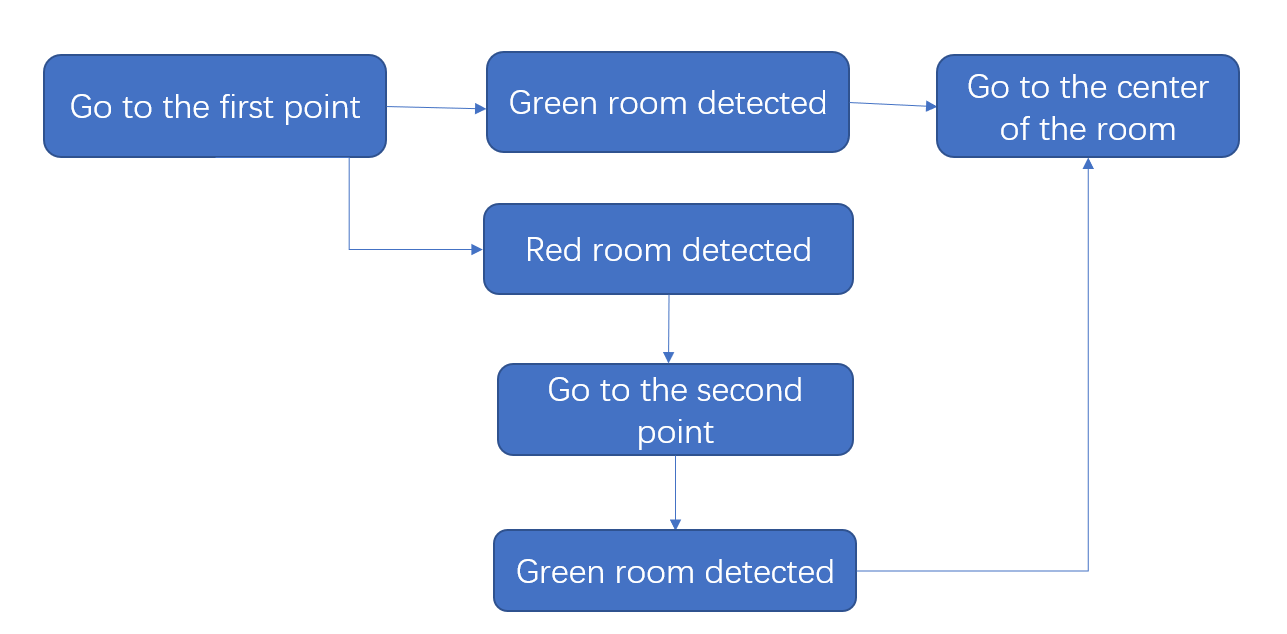 Go to the first point
Green room detected
Go to the center
of the room
Red room detected
Go to the second
point
Green room detected